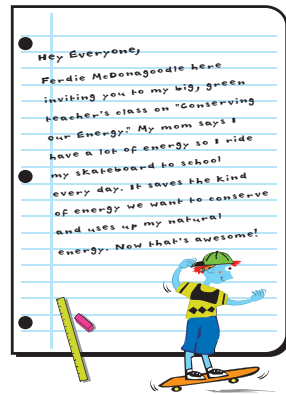 Hey Everyone,
Ferdie McDonagoodle here
inviting you to my big, green
teacher's class on "Conserving
our Energy." My mom says I
have a lot of energy so I ride
my skateboard to school
every day. It saves the kind
of energy we want to conserve
and uses up my natural
energy. Now that's awesome!